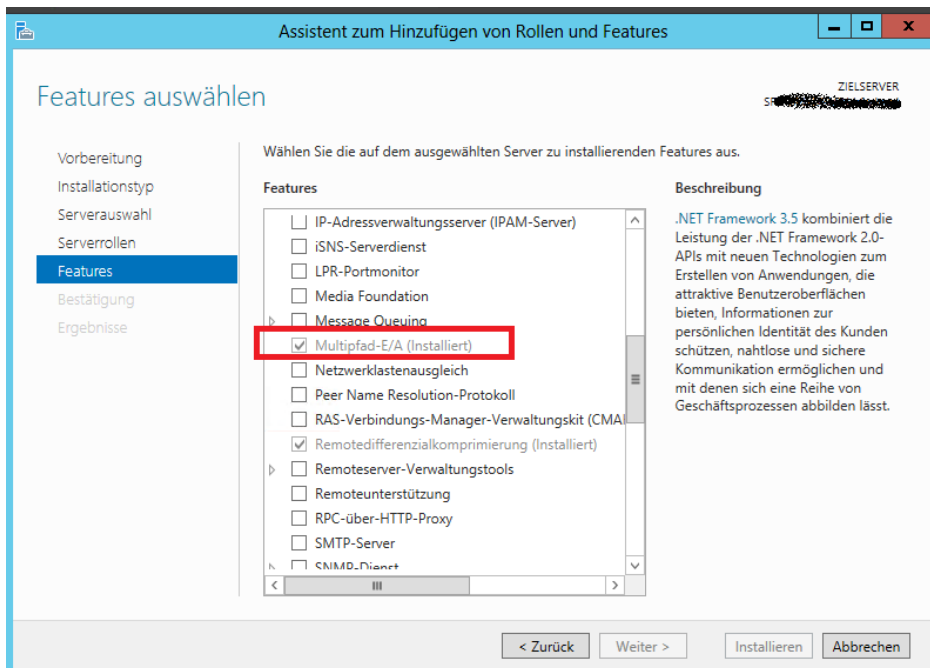 Assistent zum Hinzufügen von Rollen und Features
Features auswählen
ZIELSERVER
Vorbereitung
Installationstyp
Serverauswahl
Serverrollen
Features
Bestätigung
Ergebnisse
Wählen Sie die auf dem ausgewählten Server zu installierenden Features aus.
Features
IP-Adressverwaltungsserver (IPAM-Server)
iSNS-Serverdienst
LPR-Portmonitor
Media Foundation
Message Queuing
Multipfad-E/A (Installiert)
Netzwerklastenausgleich
Peer Name Resolution-Protokoll
RAS-Verbindungs-Manager-Verwaltungskit (CMA
Remotedifferenzialkomprimierung (Installiert)
Remoteserver-Verwaltungstools
Remoteunterstützung
RPC-über-HTTP-Proxy
SMTP-Server
SNMP-Dienst
Beschreibung
.NET Framework 3.5 kombiniert die
Leistung der .NET Framework 2.0-
APIs mit neuen Technologien zum
Erstellen von Anwendungen, die
attraktive Benutzeroberflächen
bieten, Informationen zur
persönlichen Identität des Kunden
schützen, nahtlose und sichere
Kommunikation ermöglichen und
mit denen sich eine Reihe von
Geschäftsprozessen abbilden lässt.
< Zurück
Weiter >
Installieren
Abbrechen